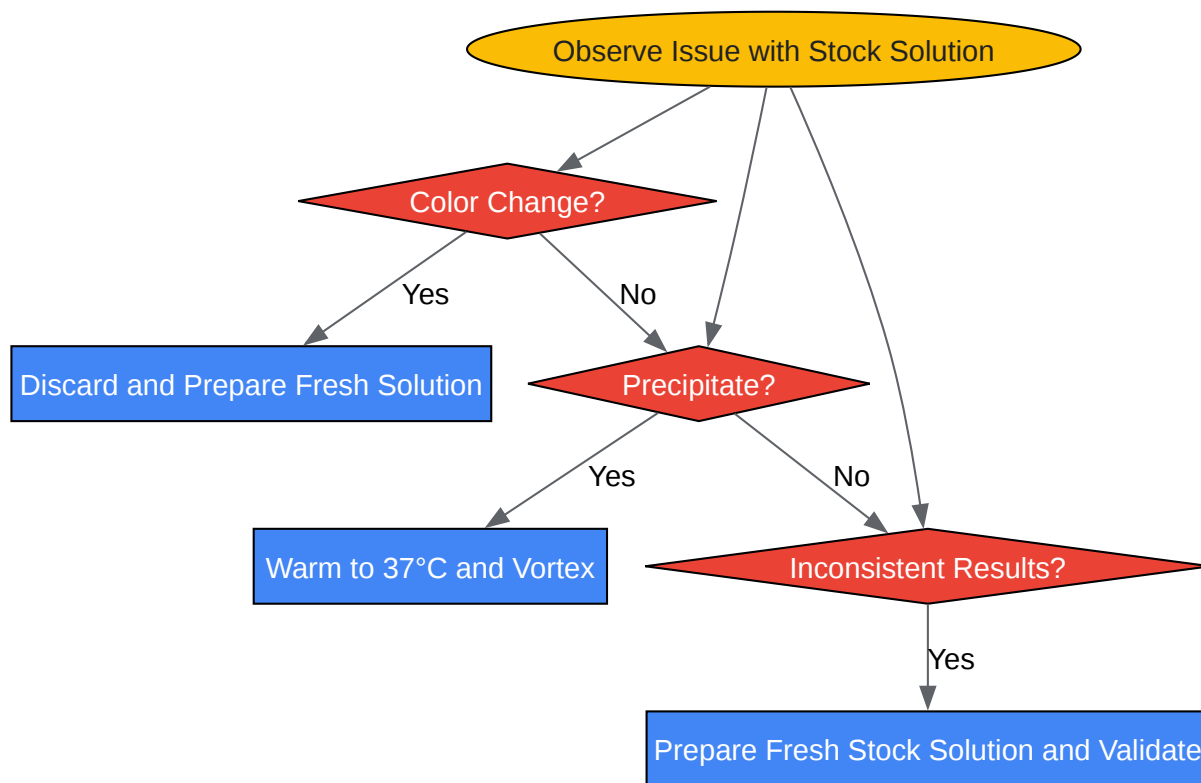 Observe Issue with Stock Solution
Color Change?
Yes
No
Discard and Prepare Fresh Solution
Precipitate?
Yes
No
Warm to 37°C and Vortex
Inconsistent Results?
Yes
Prepare Fresh Stock Solution and Validate